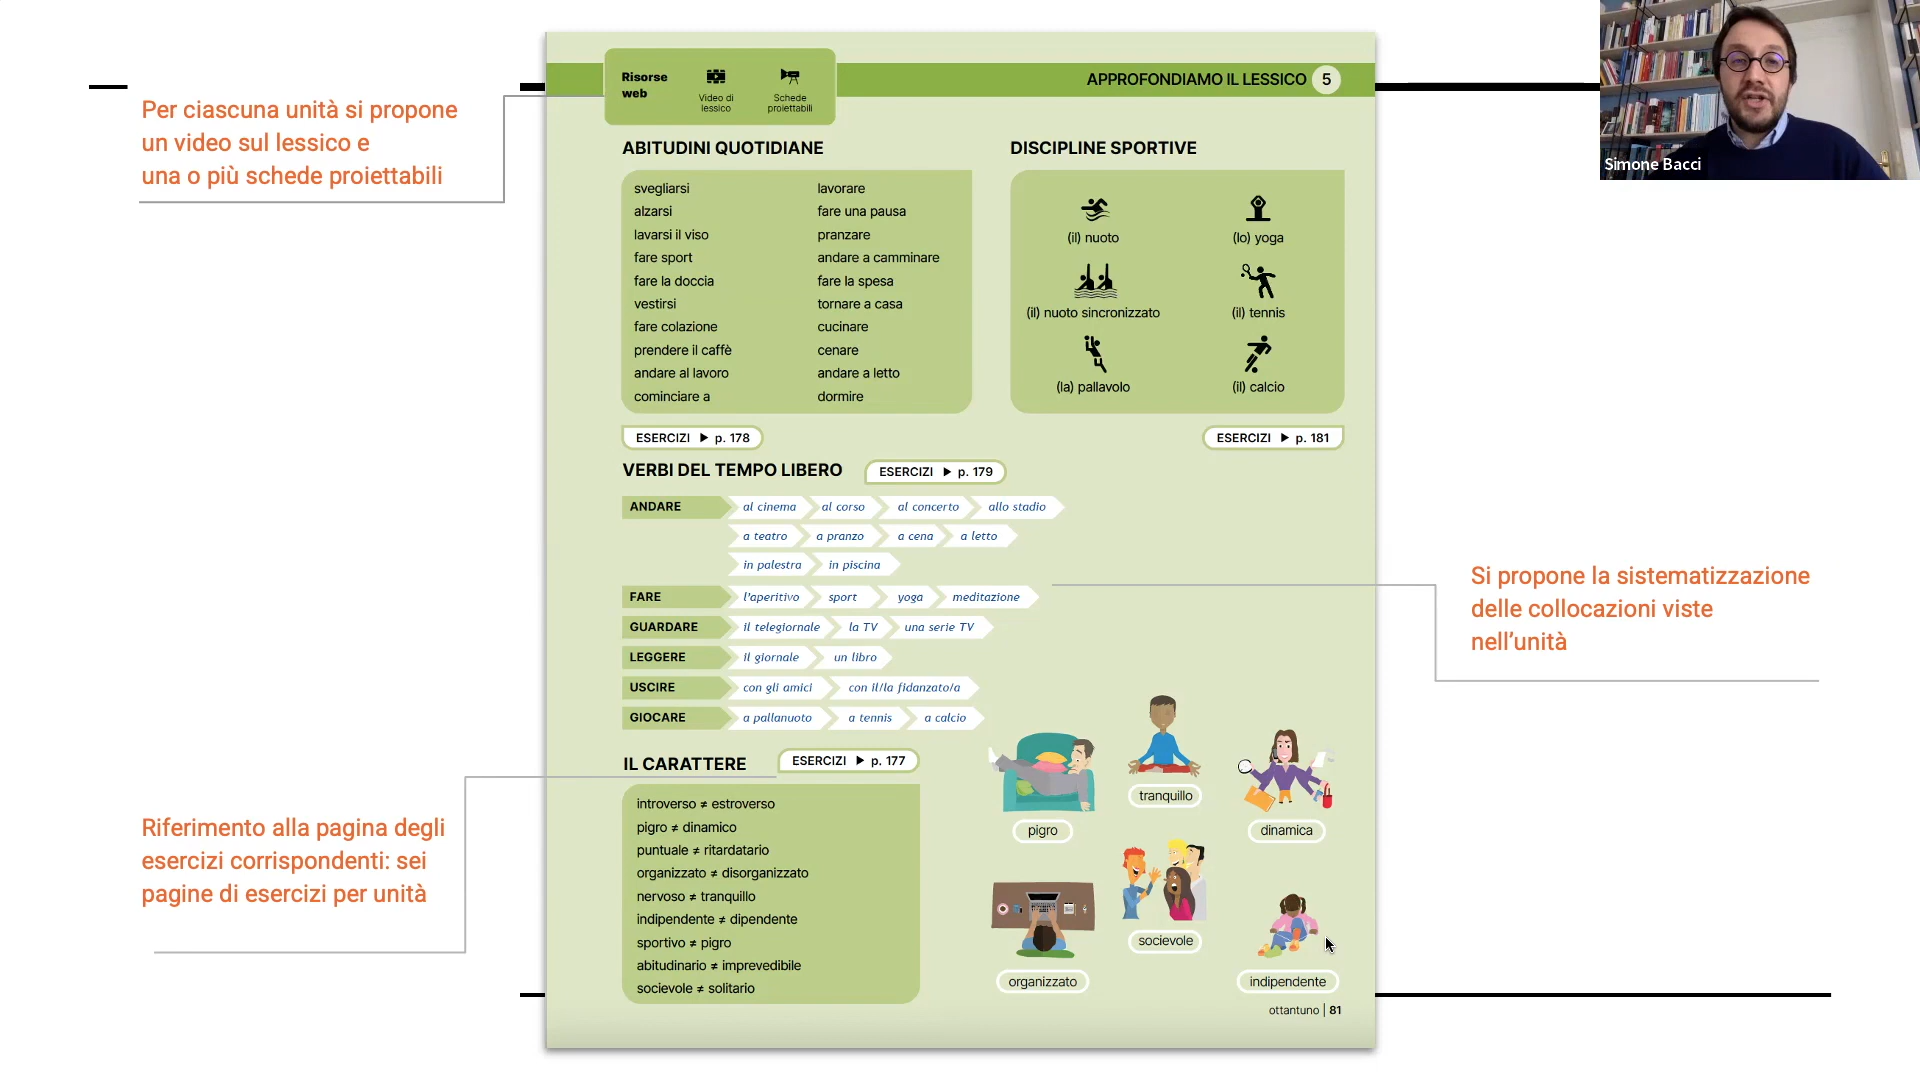 Per ciascuna unità si propone
un video sul lessico e
una o più schede proiettabili
Risorse
web
Video di
lessico
Schede
proiettabili
APPROFONDIAMO IL LESSICO 5
Simone Bacci
ABITUDINI QUOTIDIANE
svegliarsi
alzarsi
lavarsi il viso
fare sport
fare la doccia
vestirsi
fare colazione
prendere il caffè
andare al lavoro
cominciare a
lavorare
fare una pausa
pranzare
andare a camminare
fare la spesa
tornare a casa
cucinare
cenare
andare a letto
dormire
ESERCIZI ▶ p. 178
DISCIPLINE SPORTIVE
(il) nuoto
(lo) yoga
(il) nuoto sincronizzato
(il) tennis
(la) pallavolo
(il) calcio
ESERCIZI ▶ p. 181
VERBI DEL TEMPO LIBERO
ESERCIZI ▶ p. 179
ANDARE al cinema al corso al concerto allo stadio
a teatro a pranzo a cena a letto
in palestra in piscina
FARE l'aperitivo sport yoga meditazione
GUARDARE il telegiornale la TV una serie TV
LEGGERE il giornale un libro
USCIRE con gli amici con il/la fidanzato/a
GIOCARE a pallanuoto a tennis a calcio
Si propone la sistematizzazione
delle collocazioni viste
nell’unità
IL CARATTERE
ESERCIZI ▶ p. 177
introverso ≠ estroverso
pigro ≠ dinamico
puntuale ≠ ritardatario
organizzato ≠ disorganizzato
nervoso ≠ tranquillo
indipendente ≠ dipendente
sportivo ≠ pigro
abitudinario ≠ imprevedibile
socievole ≠ solitario
pigro
tranquillo
dinamica
organizzato
socievole
indipendente
Riferimento alla pagina degli
esercizi corrispondenti: sei
pagine di esercizi per unità
ottantuno | 81